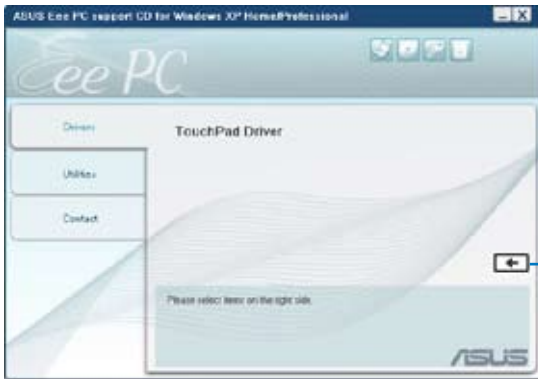 ASUS Eee PC support CD for Windows XP Home/Professional
Eee PC
Drivers
TouchPad Driver
Utilities
Contact
Please select items on the right side.
ASUS